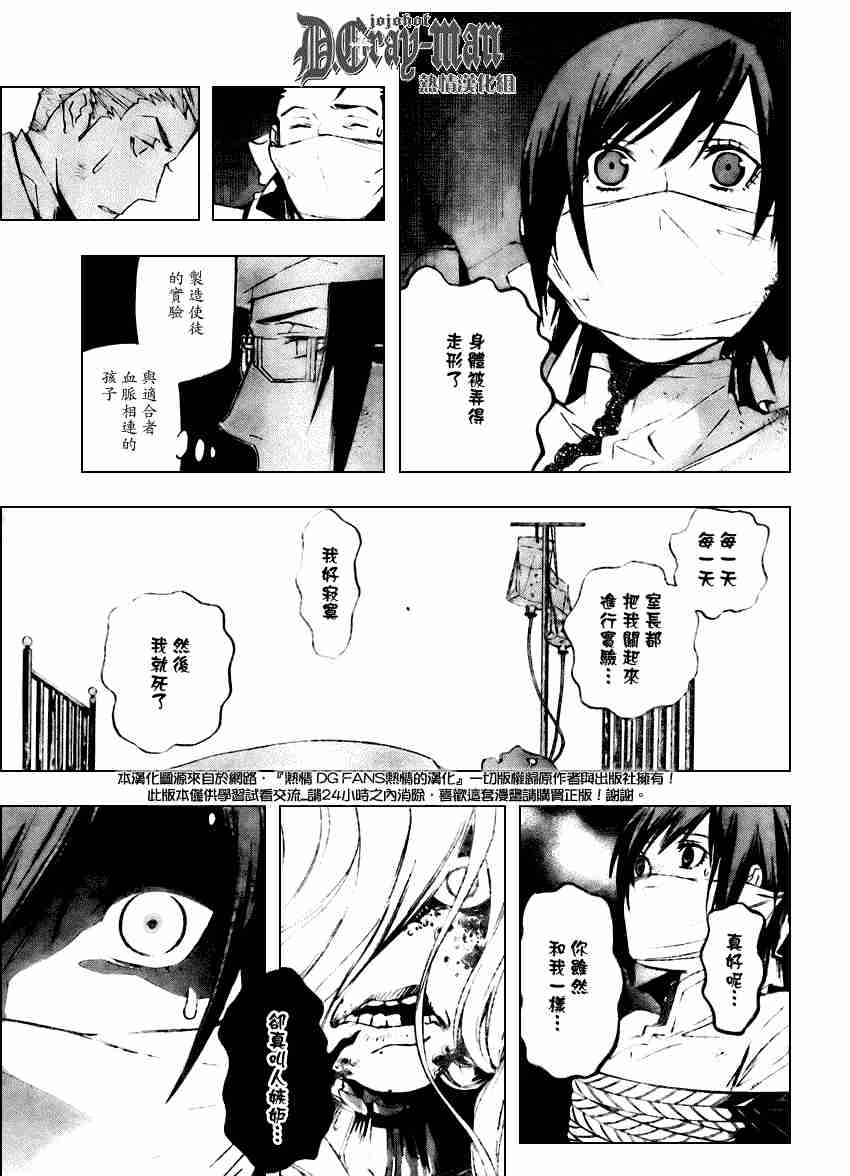 jojohot
D.Gray-man
熱情漢化組
身體被弄得
走形了
製造使徒
的實驗
與適合者
血脈相連的
孩子
每一天
每一天
室長都
把我關起來
進行實驗…
我好寂寞
然後
我就死了
本漢化圖源來自於網路，『熱情 DG FANS熱情的漢化』一切版權歸原作者與出版社擁有！
此版本僅供學習試看交流_請24小時之內消除，喜歡這套漫畫請購買正版！謝謝。
真好呢…
你雖然
和我一樣…
卻真叫人嫉妒…